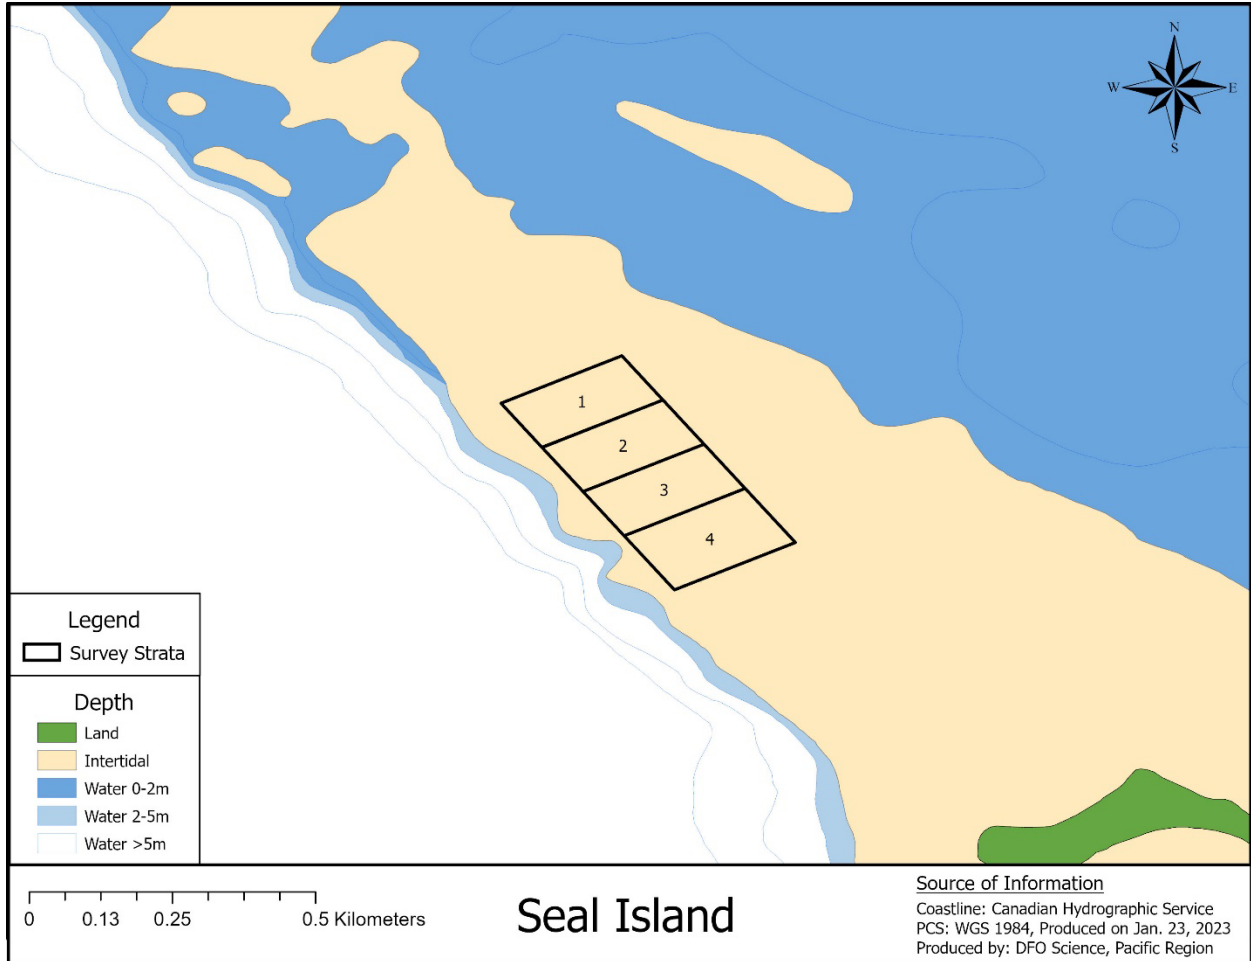 N
W E
S
1
2
3
4
Legend
Survey Strata
Depth
Land
Intertidal
Water 0-2m
Water 2-5m
Water >5m
0 0.13 0.25 0.5 Kilometers
Seal Island
Source of Information
Coastline: Canadian Hydrographic Service
PCS: WGS 1984, Produced on Jan. 23, 2023
Produced by: DFO Science, Pacific Region